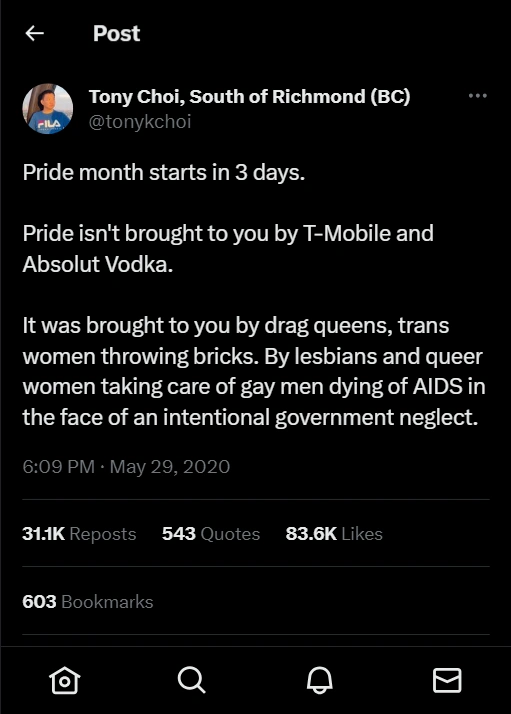 Post
Tony Choi, South of Richmond (BC)
@tonykchoi
Pride month starts in 3 days.
Pride isn't brought to you by T-Mobile and
Absolut Vodka.
It was brought to you by drag queens, trans
women throwing bricks. By lesbians and queer
women taking care of gay men dying of AIDS in
the face of an intentional government neglect.
6:09 PM · May 29, 2020
31.1K Reposts 543 Quotes 83.6K Likes
603 Bookmarks